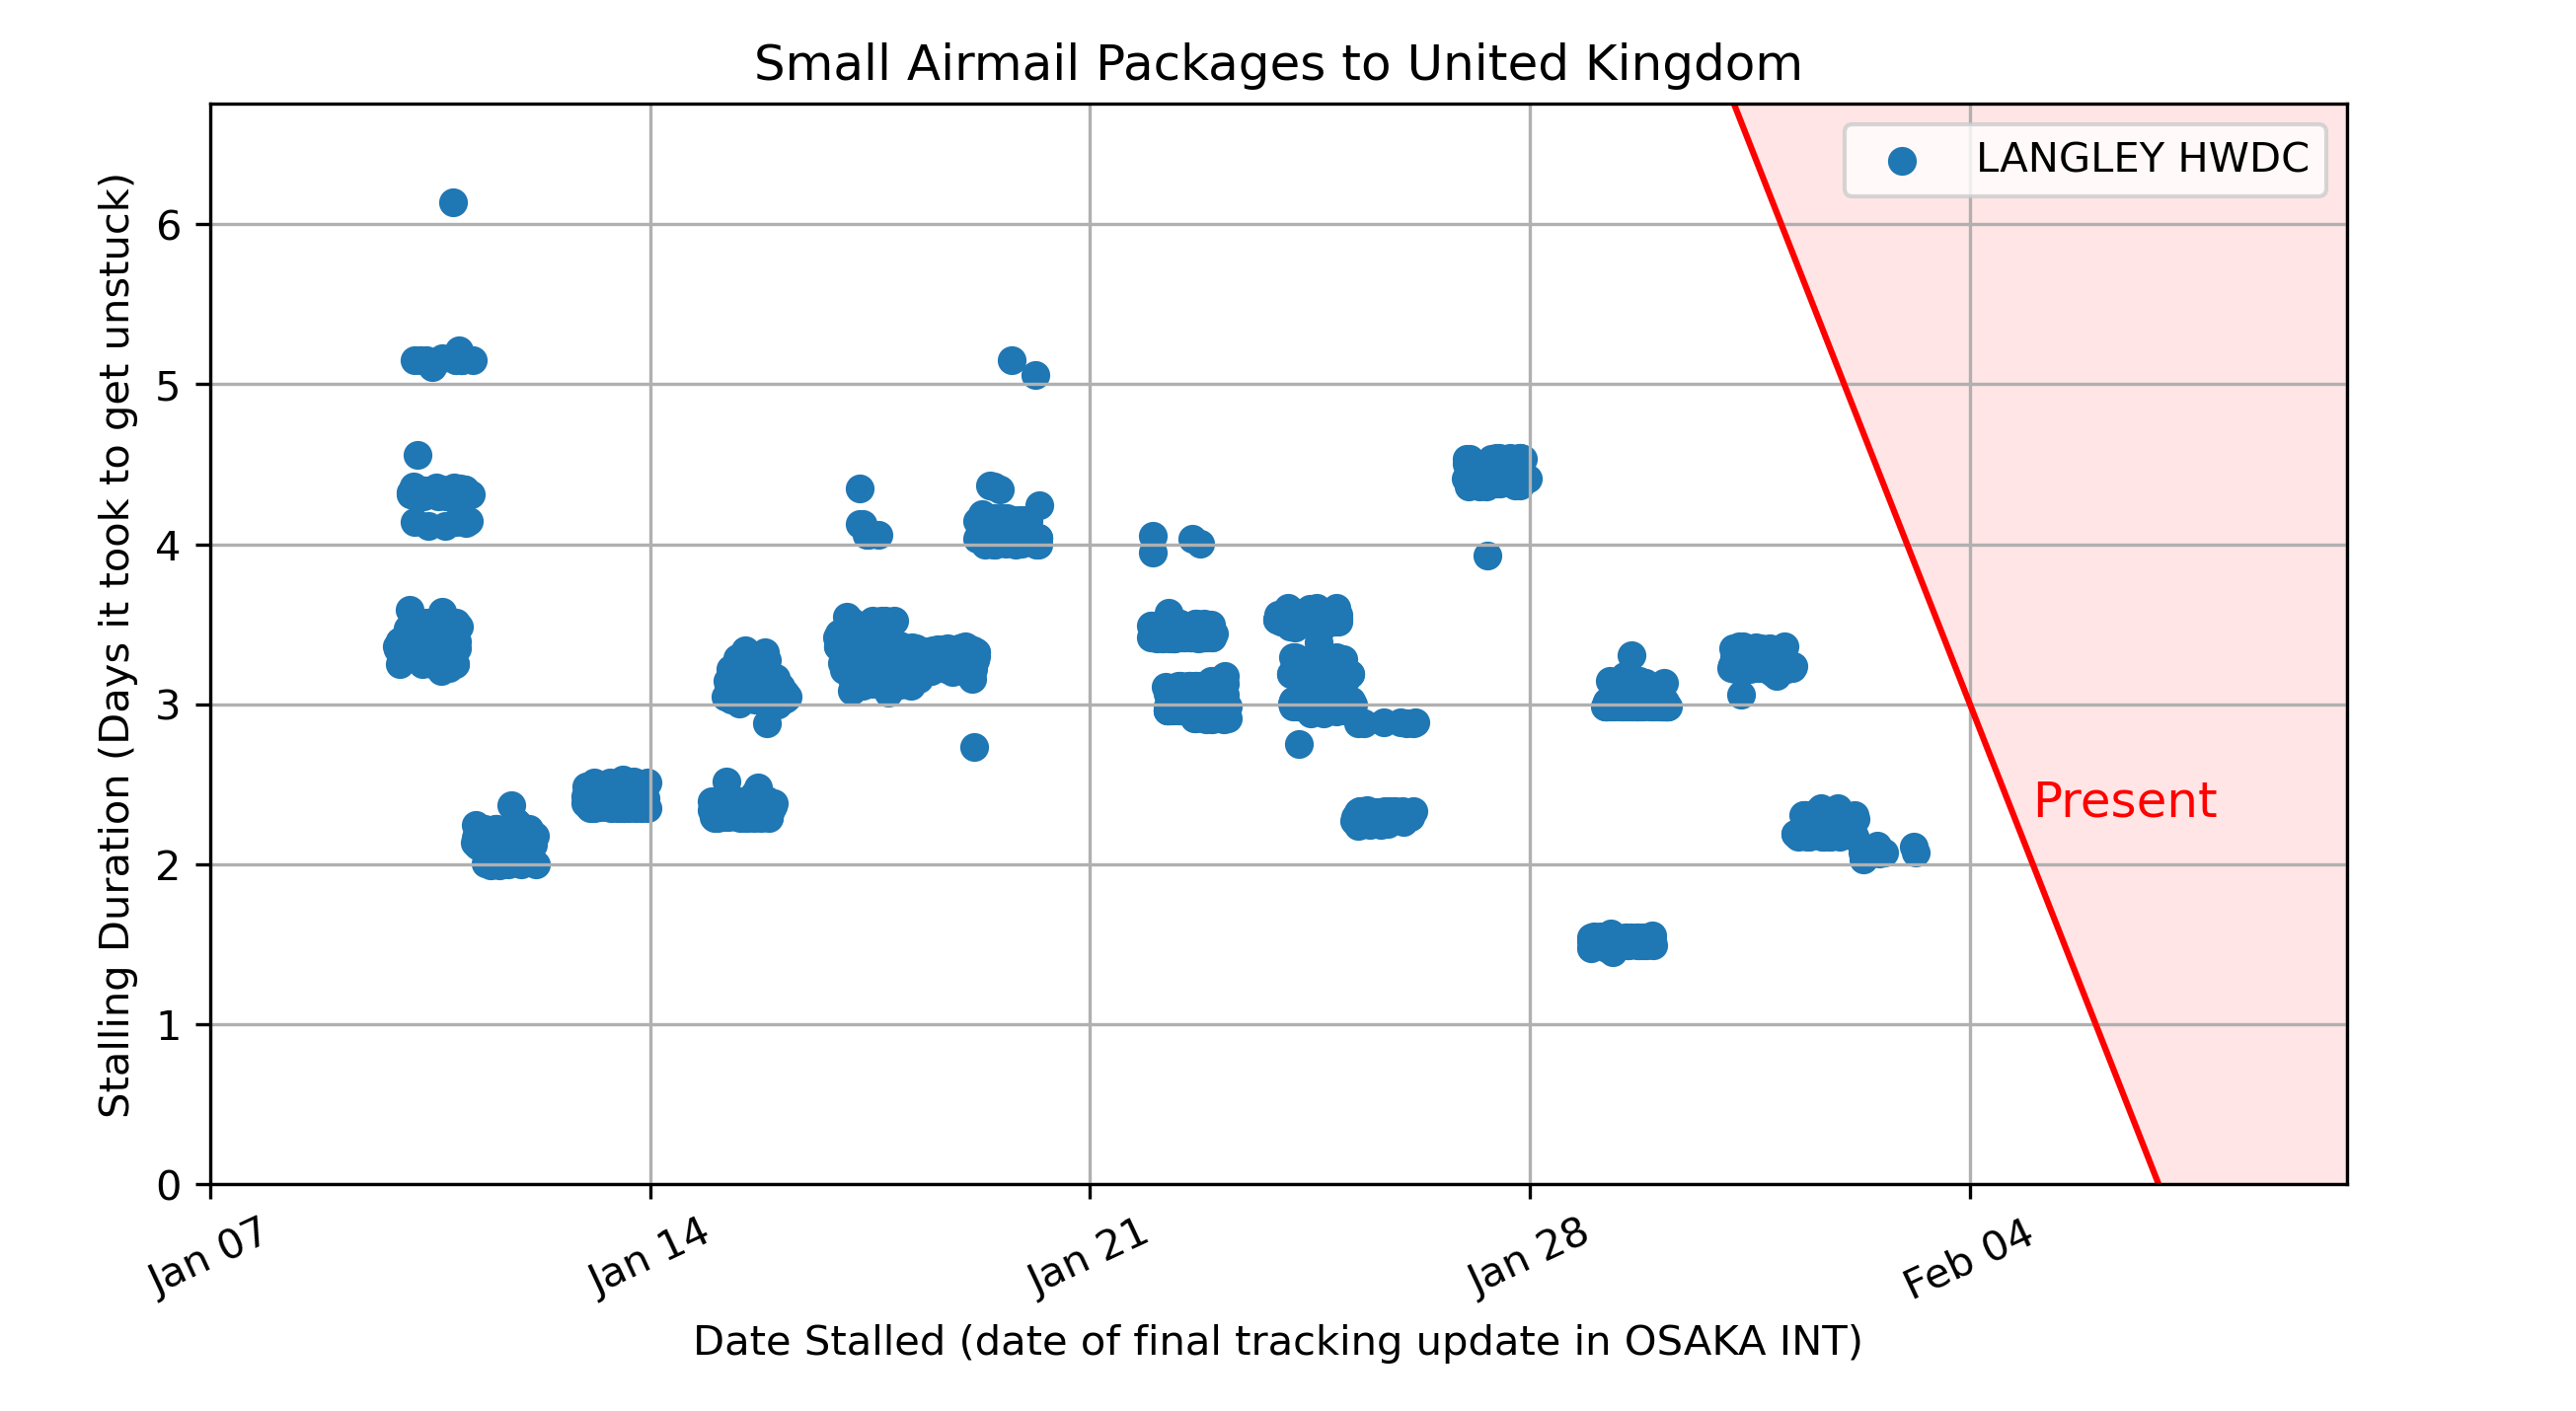 Small Airmail Packages to United Kingdom
LANGLEY HWDC
Stalling Duration (Days it took to get unstuck)
6
5
4
3
2
1
0
Present
Jan 07
Jan 14
Jan 21
Jan 28
Feb 04
Date Stalled (date of final tracking update in OSAKA INT)